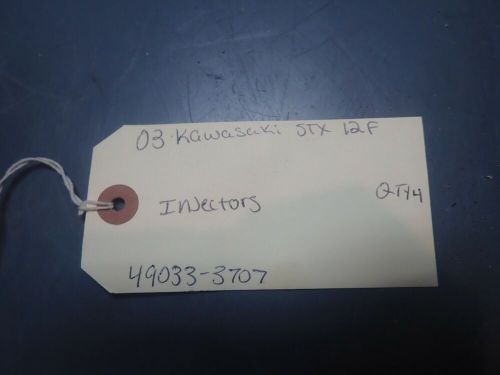 03 Kawasaki STX 12F
Injectors QTY4
49033-3707